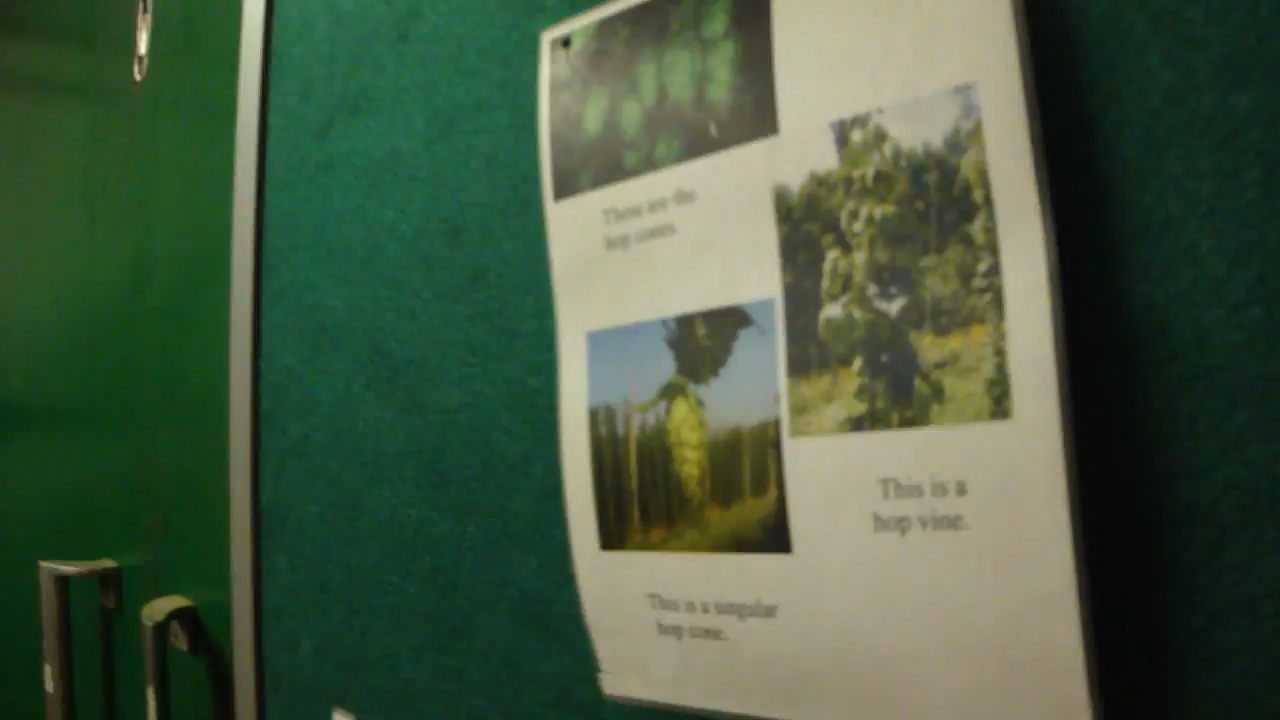 These are the
hop cones.
This is a
hop vine.
This is a singular
hop cone.